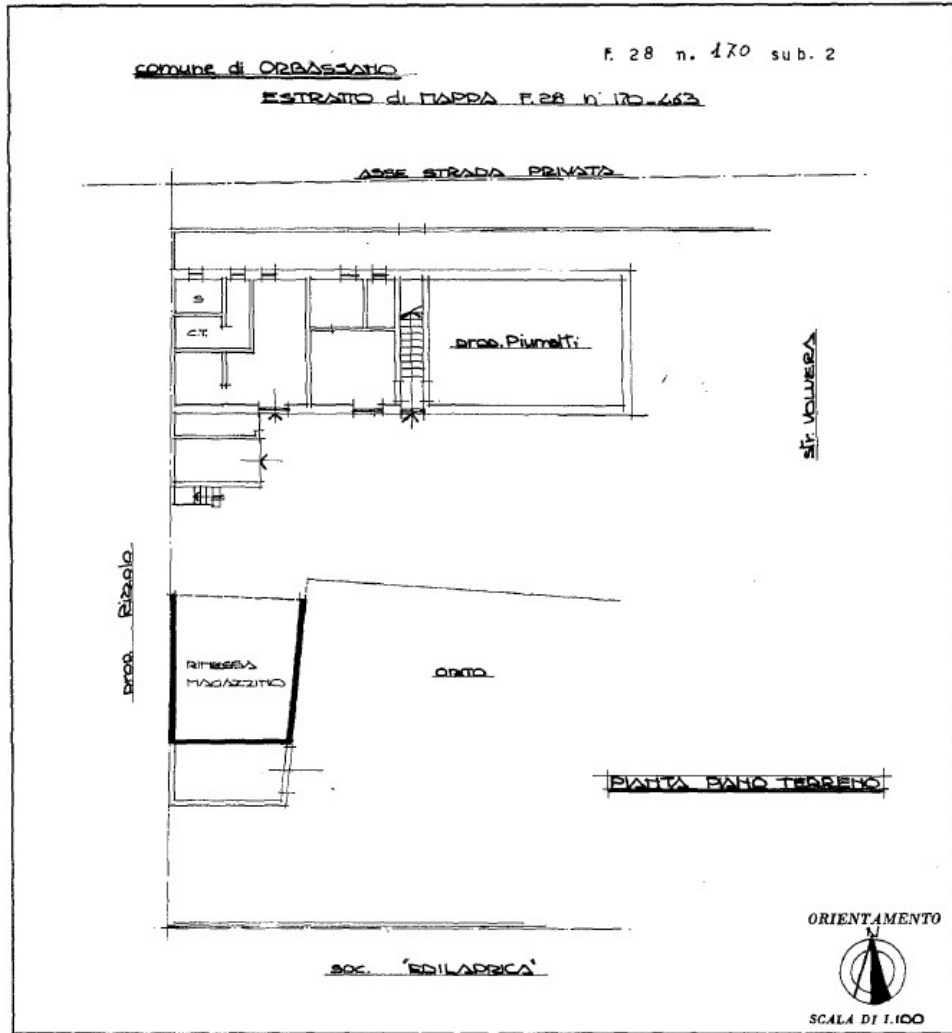 F. 28 n. 170 sub. 2
comune di ORBASSANO
ESTRATTO di MAPPA F. 28 n° 170-463
ASSE STRADA PRIVATA
S
C.T.
prop. Piumatti
str. VOLVERA
prop. Rizzolo
RIMESSA
MAGAZZINO
ORTO
PIANTA PIANO TERRENO
SOC. "EDILAPRICA"
ORIENTAMENTO
N
SCALA DI 1:100